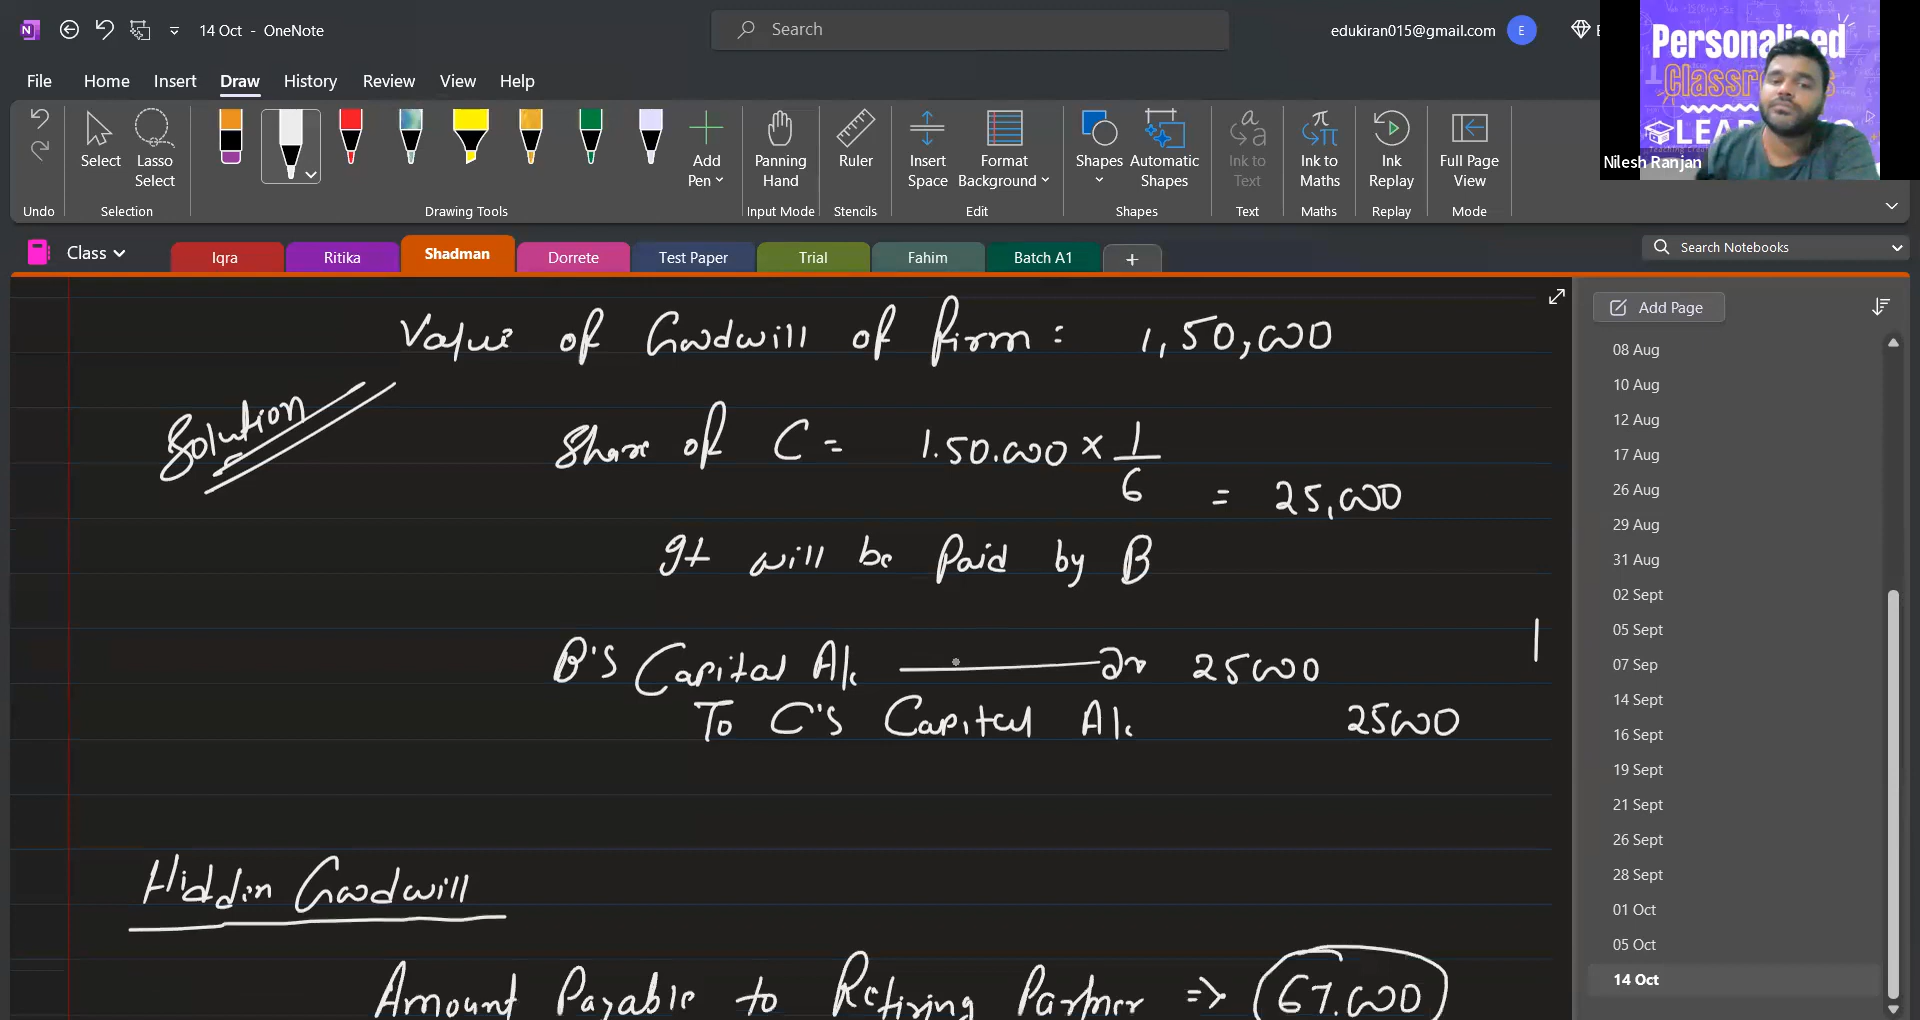 14 Oct - OneNote
Search
edukiran015@gmail.com
E
File Home Insert Draw History Review View Help
Select
Lasso Select
Add Pen
Panning Hand
Ruler
Insert Space
Format Background
Shapes
Automatic Shapes
Ink to Text
Ink to Maths
Ink Replay
Full Page View
Undo Selection Drawing Tools Input Mode Stencils Edit Shapes Text Maths Replay Mode
Personalised
Nilesh Ranjan
Class
Iqra Ritika Shadman Dorrete Test Paper Trial Fahim Batch A1 +
Search Notebooks
Value of Goodwill of firm : 1,50,000
Solution
Share of C = 1.50.000 × 1/6 = 25,000
It will be Paid by B
B's Capital A/c Dr 25000
To C's Capital A/c 25000
Hidden Goodwill
Amount Payable to Retiring Partner => 67.000
Add Page
08 Aug
10 Aug
12 Aug
17 Aug
26 Aug
29 Aug
31 Aug
02 Sept
05 Sept
07 Sep
14 Sept
16 Sept
19 Sept
21 Sept
26 Sept
28 Sept
01 Oct
05 Oct
14 Oct